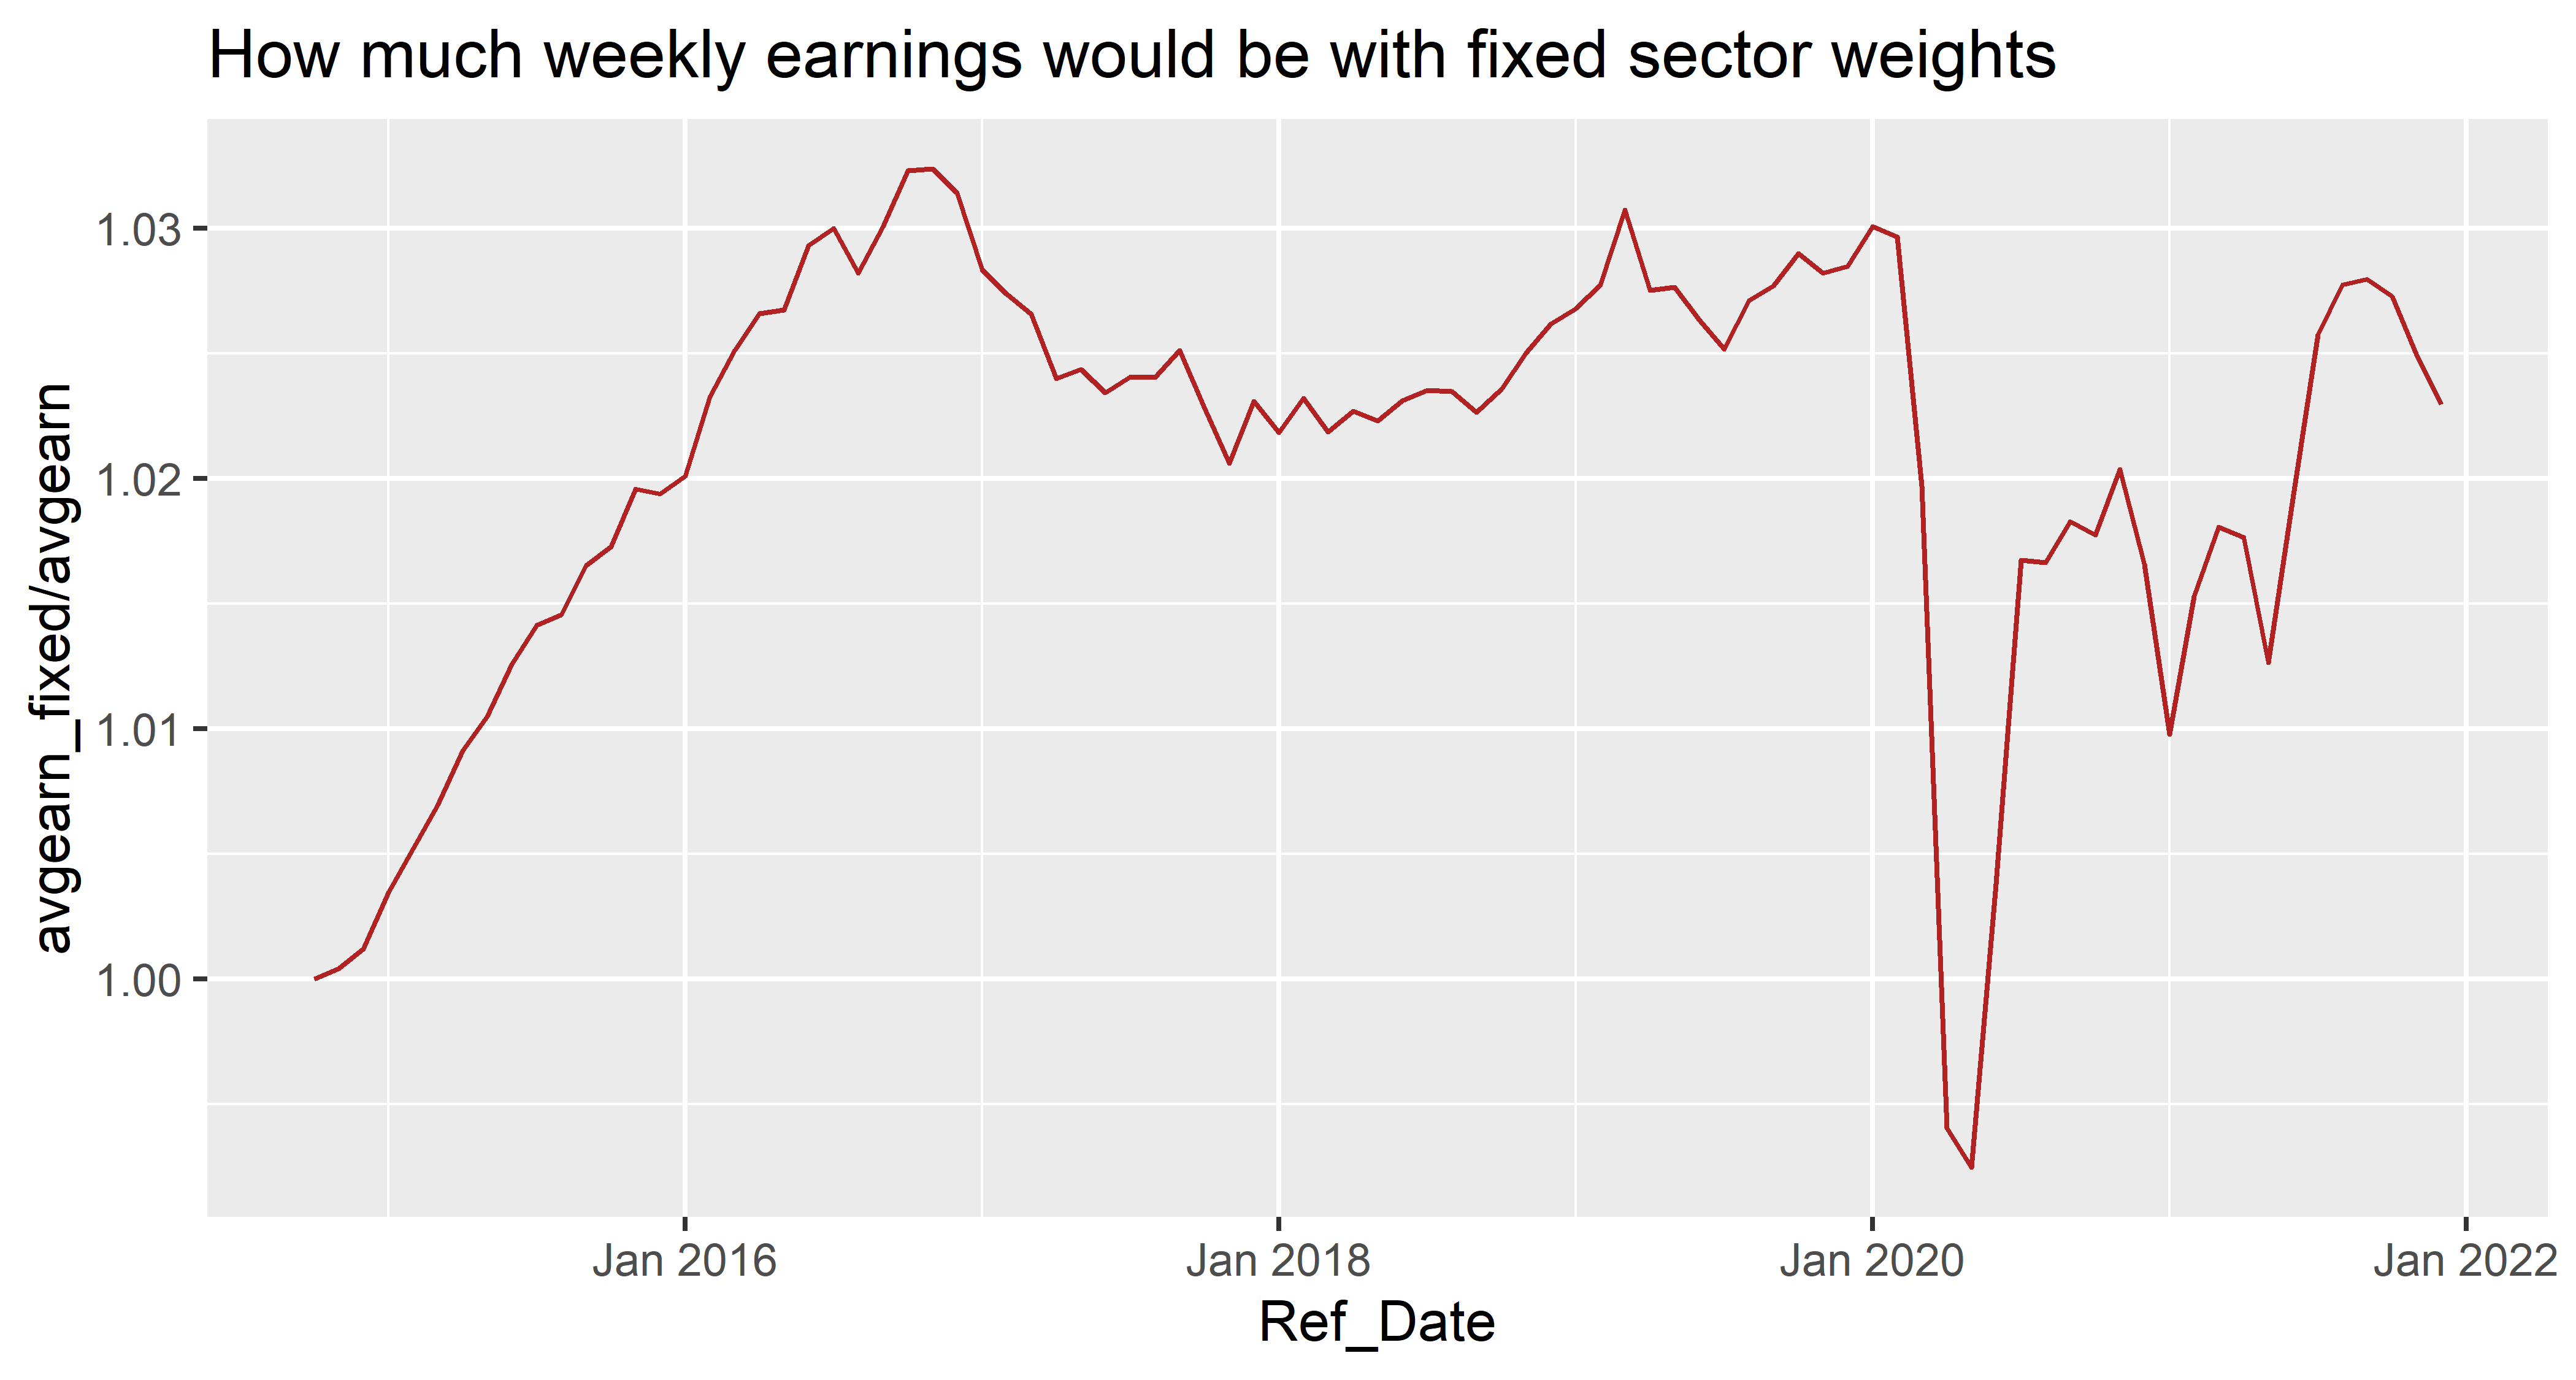 How much weekly earnings would be with fixed sector weights
avgearn_fixed/avgearn
1.03
1.02
1.01
1.00
Jan 2016
Jan 2018
Jan 2020
Jan 2022
Ref_Date